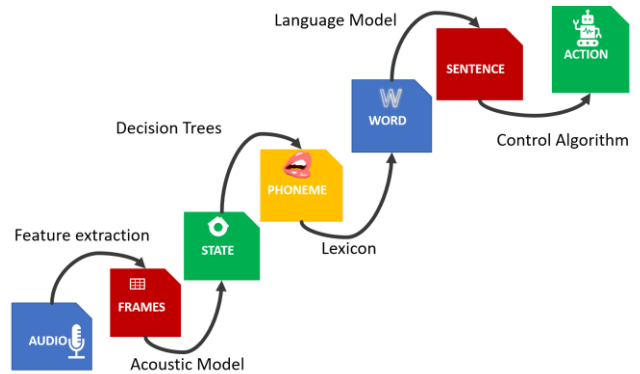 Language Model
ACTION
SENTENCE
W
WORD
Control Algorithm
Decision Trees
PHONEME
Lexicon
Feature extraction
STATE
FRAMES
AUDIO
Acoustic Model